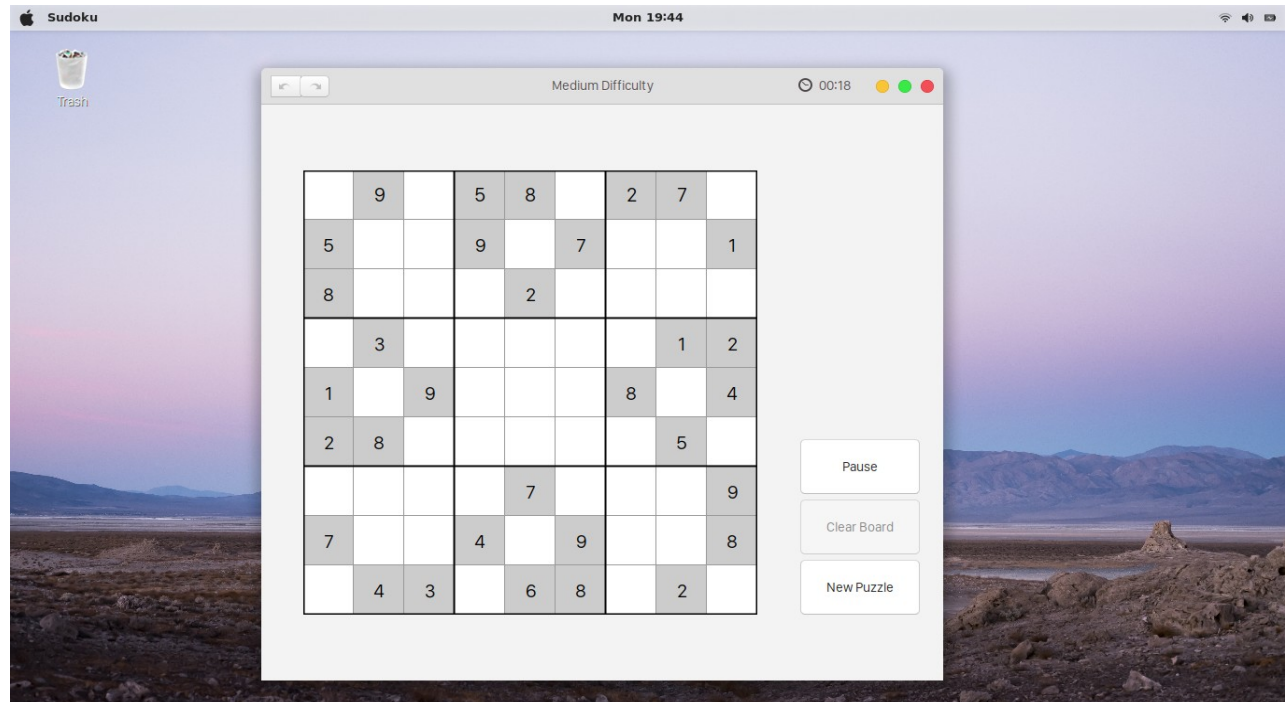 Sudoku Mon 19:44
Trash
Medium Difficulty 00:18
9 5 8 2 7
5 9 7 1
8 2
3 1 2
1 9 8 4
2 8 5
7 9
7 4 9 8
4 3 6 8 2
Pause
Clear Board
New Puzzle